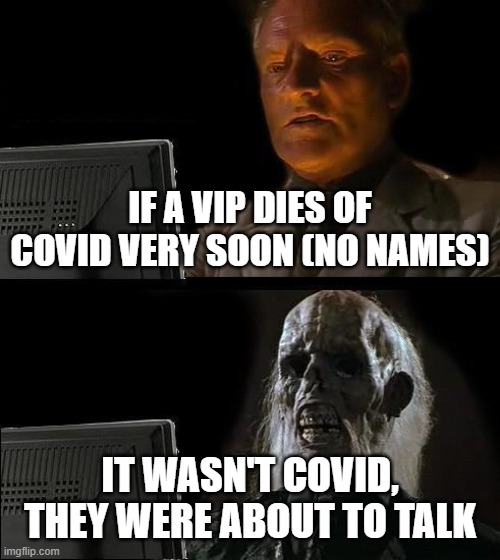 IF A VIP DIES OF
COVID VERY SOON (NO NAMES)
IT WASN'T COVID,
THEY WERE ABOUT TO TALK
imgflip.com